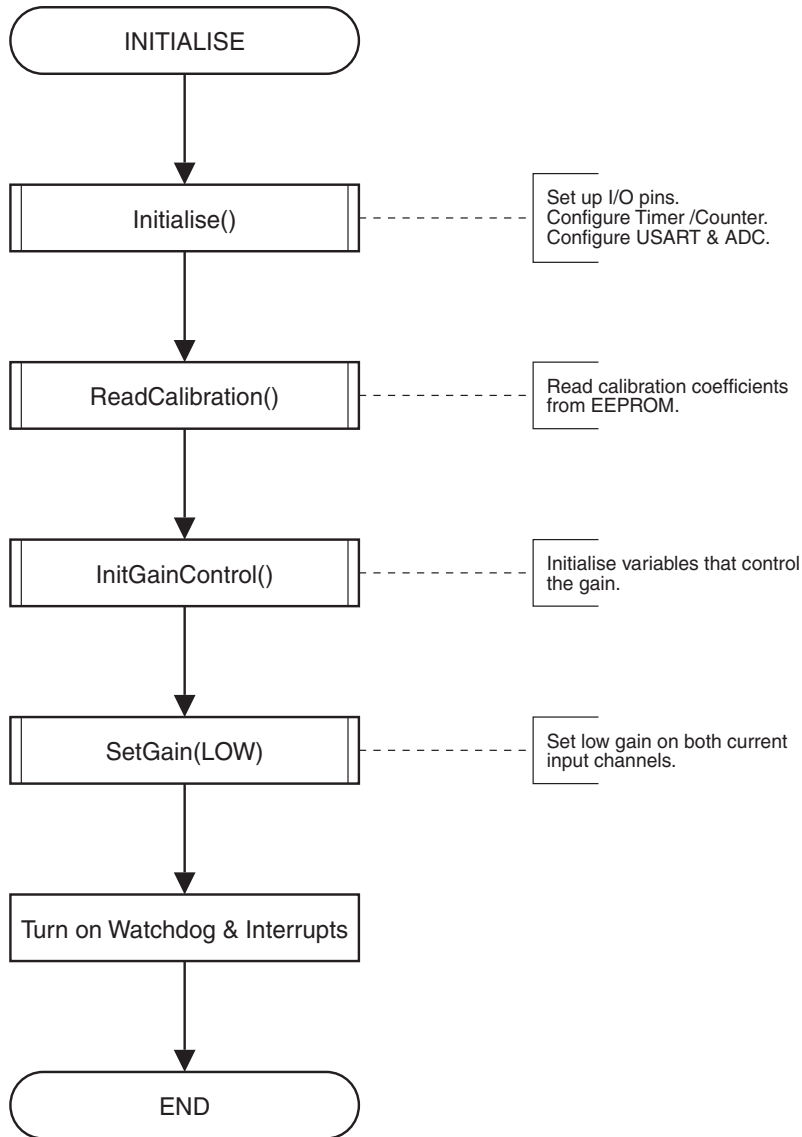 INITIALISE
Initialise()
Set up I/O pins.
Configure Timer /Counter.
Configure USART & ADC.
ReadCalibration()
Read calibration coefficients
from EEPROM.
InitGainControl()
Initialise variables that control
the gain.
SetGain(LOW)
Set low gain on both current
input channels.
Turn on Watchdog & Interrupts
END